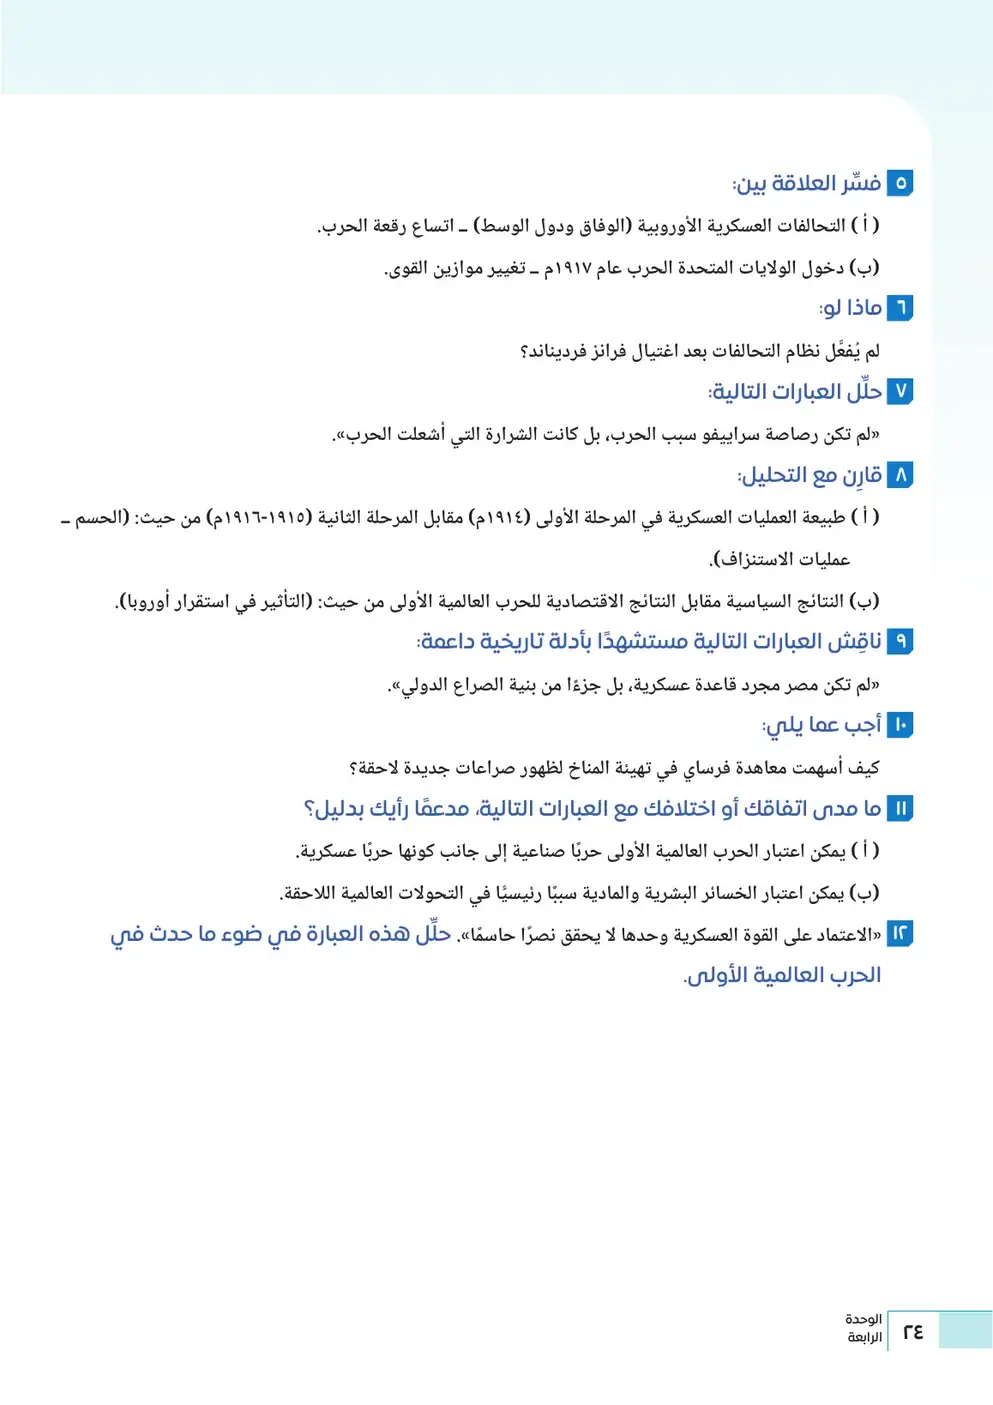 ٥ فسِّر العلاقة بين:
( أ ) التحالفات العسكرية الأوروبية (الوفاق ودول الوسط) ــ اتساع رقعة الحرب.
(ب) دخول الولايات المتحدة الحرب عام ١٩١٧م ــ تغيير موازين القوى.
٦ ماذا لو:
لم يُفعَّل نظام التحالفات بعد اغتيال فرانز فرديناند؟
٧ حلِّل العبارات التالية:
«لم تكن رصاصة سراييفو سبب الحرب، بل كانت الشرارة التي أشعلت الحرب».
٨ قارِن مع التحليل:
( أ ) طبيعة العمليات العسكرية في المرحلة الأولى (١٩١٤م) مقابل المرحلة الثانية (١٩١٥-١٩١٦م) من حيث: (الحسم ــ
عمليات الاستنزاف).
(ب) النتائج السياسية مقابل النتائج الاقتصادية للحرب العالمية الأولى من حيث: (التأثير في استقرار أوروبا).
٩ ناقِش العبارات التالية مستشهدًا بأدلة تاريخية داعمة:
«لم تكن مصر مجرد قاعدة عسكرية، بل جزءًا من بنية الصراع الدولي».
١٠ أجب عما يلي:
كيف أسهمت معاهدة فرساي في تهيئة المناخ لظهور صراعات جديدة لاحقة؟
١١ ما مدى اتفاقك أو اختلافك مع العبارات التالية، مدعمًا رأيك بدليل؟
( أ ) يمكن اعتبار الحرب العالمية الأولى حربًا صناعية إلى جانب كونها حربًا عسكرية.
(ب) يمكن اعتبار الخسائر البشرية والمادية سببًا رئيسيًّا في التحولات العالمية اللاحقة.
١٢ «الاعتماد على القوة العسكرية وحدها لا يحقق نصرًا حاسمًا». حلِّل هذه العبارة في ضوء ما حدث في
الحرب العالمية الأولى.
٢٤ الوحدة
الرابعة